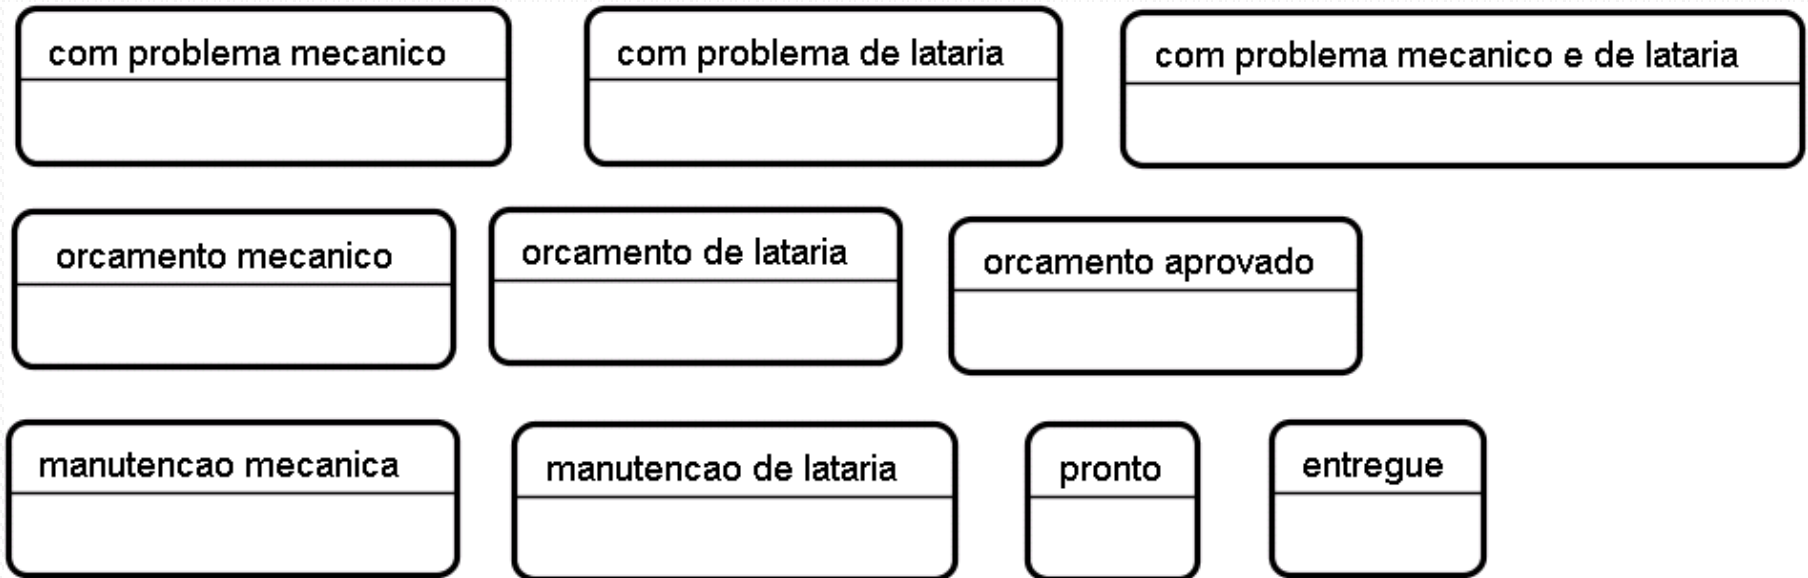 com problema mecanico
com problema de lataria
com problema mecanico e de lataria
orcamento mecanico
orcamento de lataria
orcamento aprovado
manutencao mecanica
manutencao de lataria
pronto
entregue